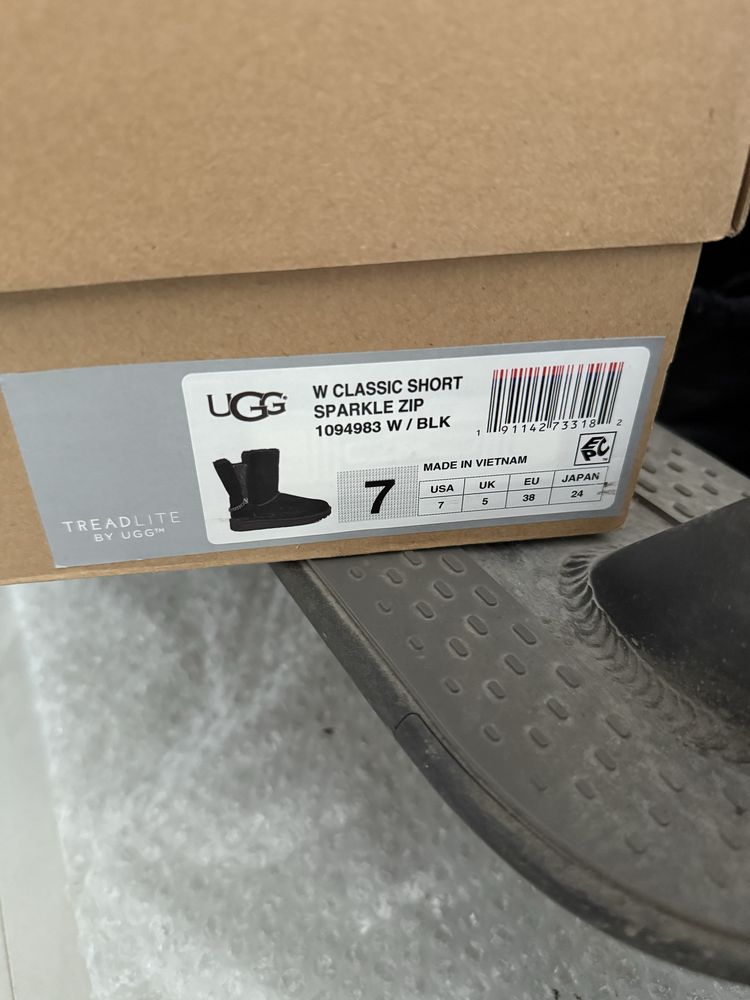 UGG
W CLASSIC SHORT
SPARKLE ZIP
1094983 W / BLK
1 91142 73318 2
EPC™
MADE IN VIETNAM
7
USA UK EU JAPAN
7 5 38 24
TREADLITE
BY UGG™